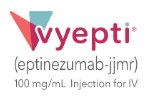 vyepti®
(eptinezumab-jjmr)
100 mg/mL Injection for IV